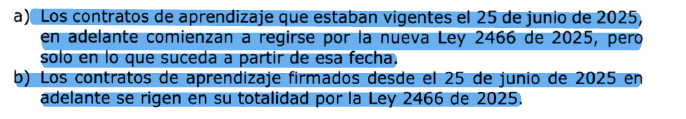 a) Los contratos de aprendizaje que estaban vigentes el 25 de junio de 2025,
en adelante comienzan a regirse por la nueva Ley 2466 de 2025, pero
solo en lo que suceda a partir de esa fecha.
b) Los contratos de aprendizaje firmados desde el 25 de junio de 2025 en
adelante se rigen en su totalidad por la Ley 2466 de 2025.